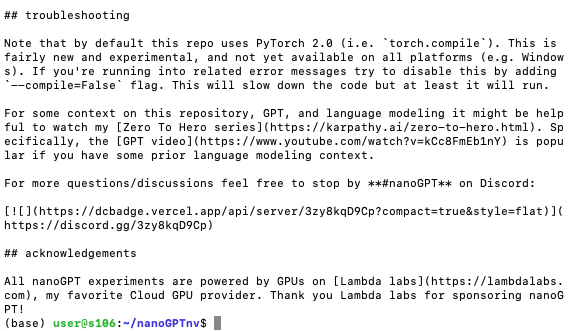 ## troubleshooting
Note that by default this repo uses PyTorch 2.0 (i.e. `torch.compile`). This is
fairly new and experimental, and not yet available on all platforms (e.g. Window
s). If you're running into related error messages try to disable this by adding
`--compile=False` flag. This will slow down the code but at least it will run.
For some context on this repository, GPT, and language modeling it might be help
ful to watch my [Zero To Hero series](https://karpathy.ai/zero-to-hero.html). Sp
ecifically, the [GPT video](https://www.youtube.com/watch?v=kCc8FmEb1nY) is popu
lar if you have some prior language modeling context.
For more questions/discussions feel free to stop by **#nanoGPT** on Discord:
[![](https://dcbadge.vercel.app/api/server/3zy8kqD9Cp?compact=true&style=flat)](
https://discord.gg/3zy8kqD9Cp)
## acknowledgements
All nanoGPT experiments are powered by GPUs on [Lambda labs](https://lambdalabs.
com), my favorite Cloud GPU provider. Thank you Lambda labs for sponsoring nanoG
PT!
(base) user@s106:~/nanoGPTnv$